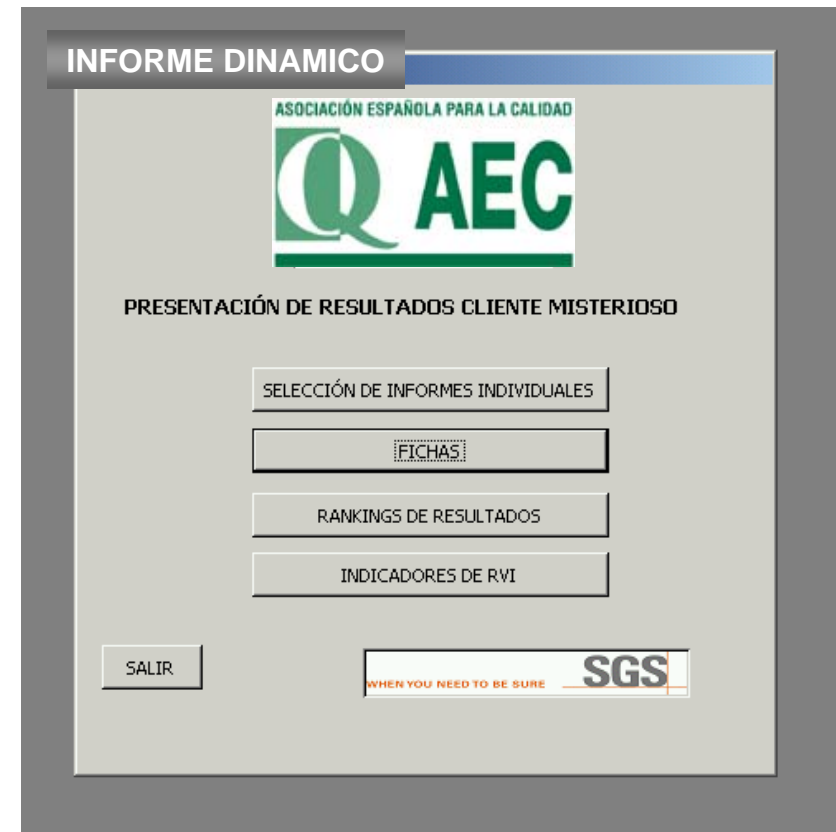 INFORME DINAMICO
ASOCIACIÓN ESPAÑOLA PARA LA CALIDAD
Q AEC
PRESENTACIÓN DE RESULTADOS CLIENTE MISTERIOSO
SELECCIÓN DE INFORMES INDIVIDUALES
FICHAS
RANKINGS DE RESULTADOS
INDICADORES DE RVI
SALIR
WHEN YOU NEED TO BE SURE SGS